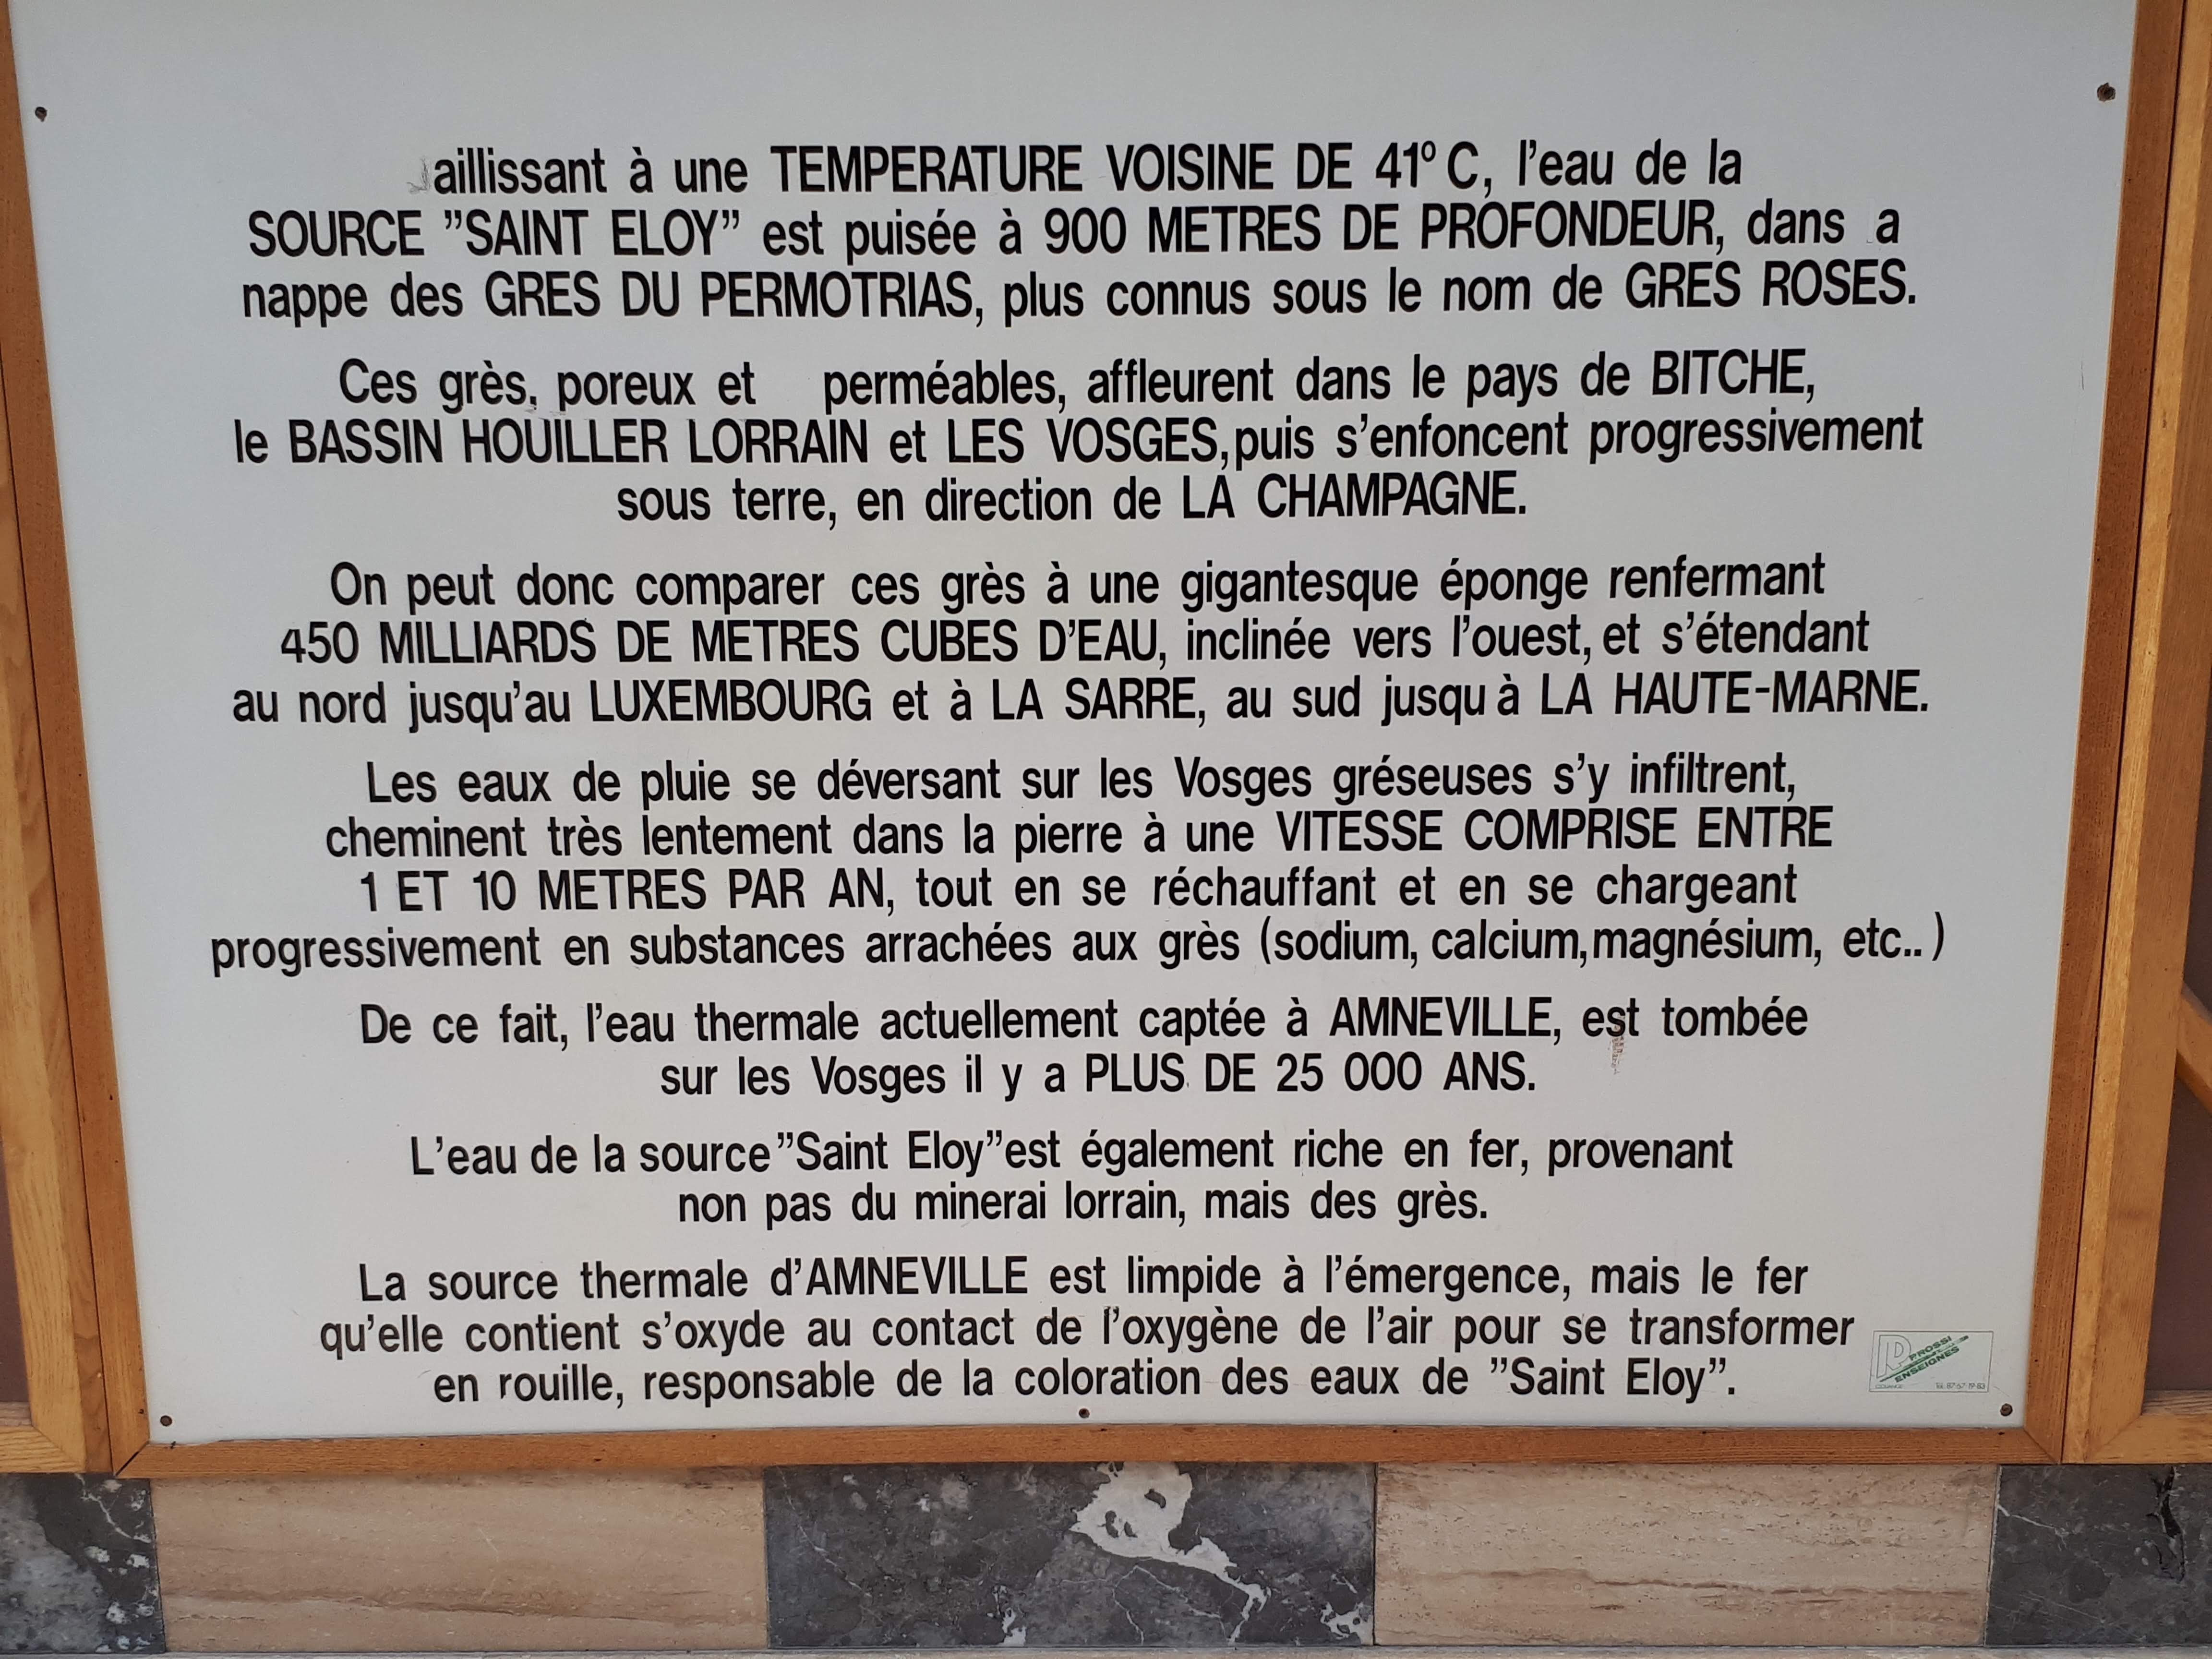 aillissant à une TEMPERATURE VOISINE DE 41° C, l'eau de la
SOURCE "SAINT ELOY" est puisée à 900 METRES DE PROFONDEUR, dans a
nappe des GRES DU PERMOTRIAS, plus connus sous le nom de GRES ROSES.
Ces grès, poreux et perméables, affleurent dans le pays de BITCHE,
le BASSIN HOUILLER LORRAIN et LES VOSGES, puis s'enfoncent progressivement
sous terre, en direction de LA CHAMPAGNE.
On peut donc comparer ces grès à une gigantesque éponge renfermant
450 MILLIARDS DE METRES CUBES D'EAU, inclinée vers l'ouest, et s'étendant
au nord jusqu'au LUXEMBOURG et à LA SARRE, au sud jusqu à LA HAUTE-MARNE.
Les eaux de pluie se déversant sur les Vosges gréseuses s'y infiltrent,
cheminent très lentement dans la pierre à une VITESSE COMPRISE ENTRE
1 ET 10 METRES PAR AN, tout en se réchauffant et en se chargeant
progressivement en substances arrachées aux grès (sodium, calcium, magnésium, etc..)
De ce fait, l'eau thermale actuellement captée à AMNEVILLE, est tombée
sur les Vosges il y a PLUS DE 25 000 ANS.
L'eau de la source "Saint Eloy" est également riche en fer, provenant
non pas du minerai lorrain, mais des grès.
La source thermale d'AMNEVILLE est limpide à l'émergence, mais le fer
qu'elle contient s'oxyde au contact de l'oxygène de l'air pour se transformer
en rouille, responsable de la coloration des eaux de "Saint Eloy".
PROSSI
ENSEIGNES